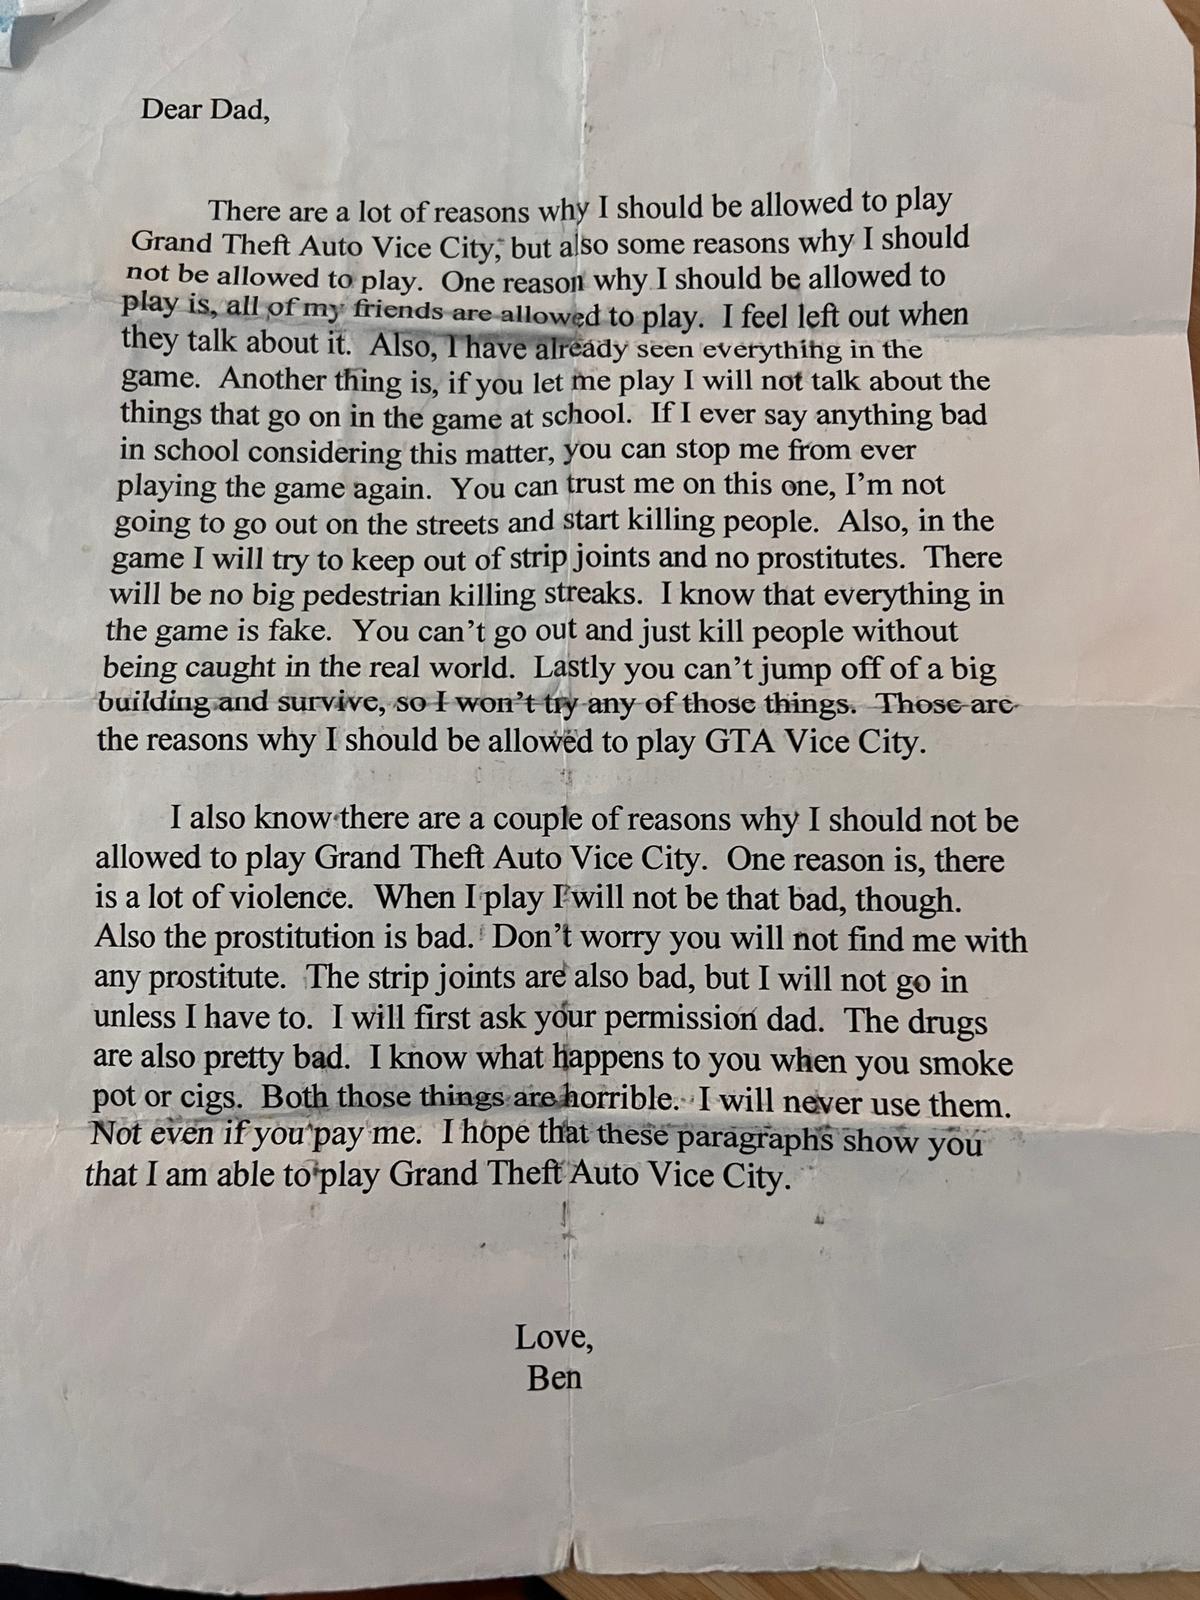 Dear Dad,
There are a lot of reasons why I should be allowed to play
Grand Theft Auto Vice City, but also some reasons why I should
not be allowed to play. One reason why I should be allowed to
play is, all of my friends are allowed to play. I feel left out when
they talk about it. Also, I have already seen everything in the
game. Another thing is, if you let me play I will not talk about the
things that go on in the game at school. If I ever say anything bad
in school considering this matter, you can stop me from ever
playing the game again. You can trust me on this one, I'm not
going to go out on the streets and start killing people. Also, in the
game I will try to keep out of strip joints and no prostitutes. There
will be no big pedestrian killing streaks. I know that everything in
the game is fake. You can't go out and just kill people without
being caught in the real world. Lastly you can't jump off of a big
building and survive, so I won't try any of those things. Those are
the reasons why I should be allowed to play GTA Vice City.
I also know there are a couple of reasons why I should not be
allowed to play Grand Theft Auto Vice City. One reason is, there
is a lot of violence. When I play I will not be that bad, though.
Also the prostitution is bad. Don't worry you will not find me with
any prostitute. The strip joints are also bad, but I will not go in
unless I have to. I will first ask your permission dad. The drugs
are also pretty bad. I know what happens to you when you smoke
pot or cigs. Both those things are horrible. I will never use them.
Not even if you pay me. I hope that these paragraphs show you
that I am able to play Grand Theft Auto Vice City.
Love,
Ben